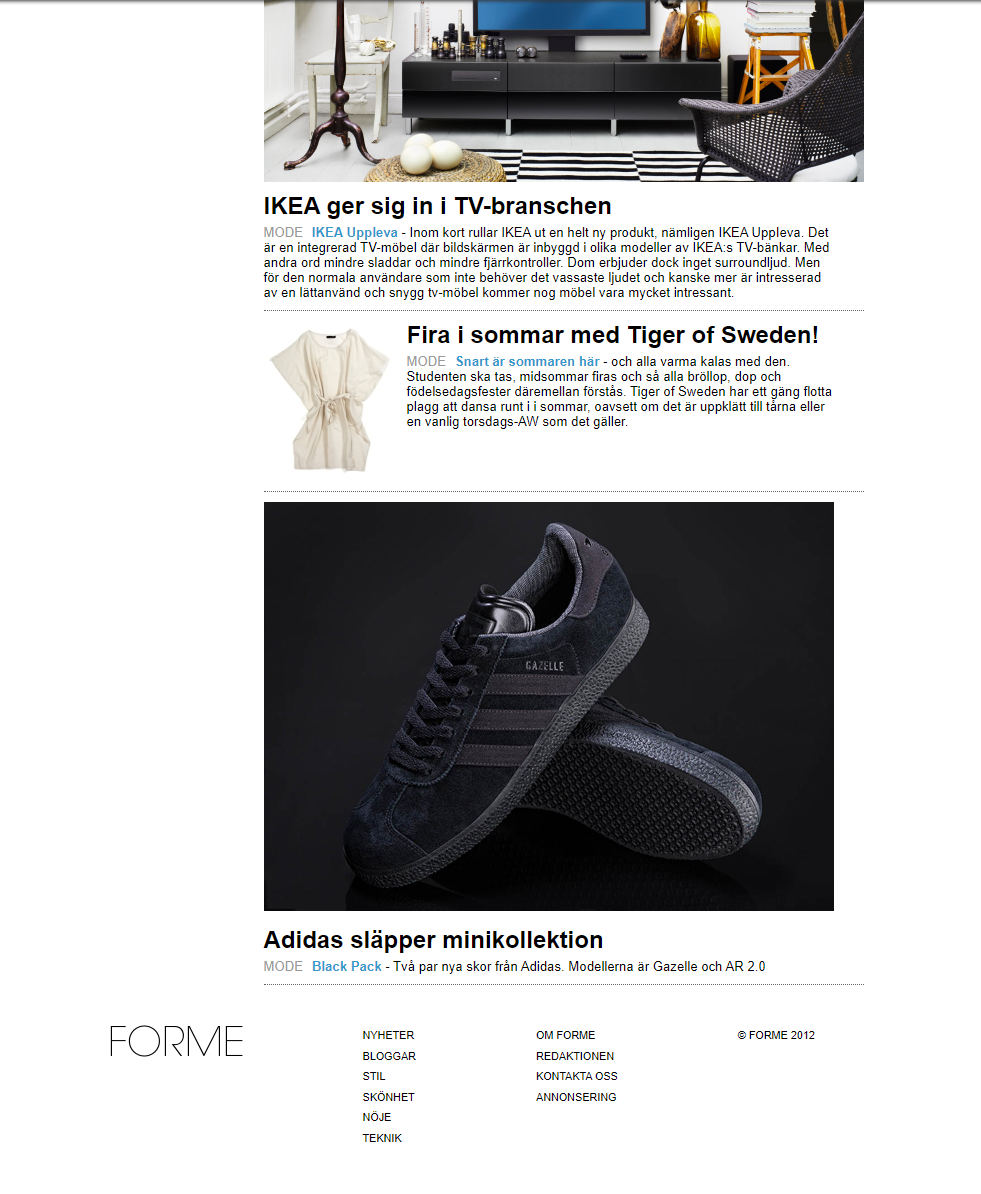 IKEA ger sig in i TV-branschen
MODE IKEA Uppleva - Inom kort rullar IKEA ut en helt ny produkt, nämligen IKEA Uppleva. Det
är en integrerad TV-möbel där bildskärmen är inbyggd i olika modeller av IKEA:s TV-bänkar. Med
andra ord mindre sladdar och mindre fjärrkontroller. Dom erbjuder dock inget surroundljud. Men
för den normala användare som inte behöver det vassaste ljudet och kanske mer är intresserad
av en lättanvänd och snygg tv-möbel kommer nog möbel vara mycket intressant.
Fira i sommar med Tiger of Sweden!
MODE Snart är sommaren här - och alla varma kalas med den.
Studenten ska tas, midsommar firas och så alla bröllop, dop och
födelsedagsfester däremellan förstås. Tiger of Sweden har ett gäng flotta
plagg att dansa runt i i sommar, oavsett om det är uppklätt till tårna eller
en vanlig torsdags-AW som det gäller.
GAZELLE
Adidas släpper minikollektion
MODE Black Pack - Två par nya skor från Adidas. Modellerna är Gazelle och AR 2.0
FORME
NYHETER
BLOGGAR
STIL
SKÖNHET
NÖJE
TEKNIK
OM FORME
REDAKTIONEN
KONTAKTA OSS
ANNONSERING
© FORME 2012